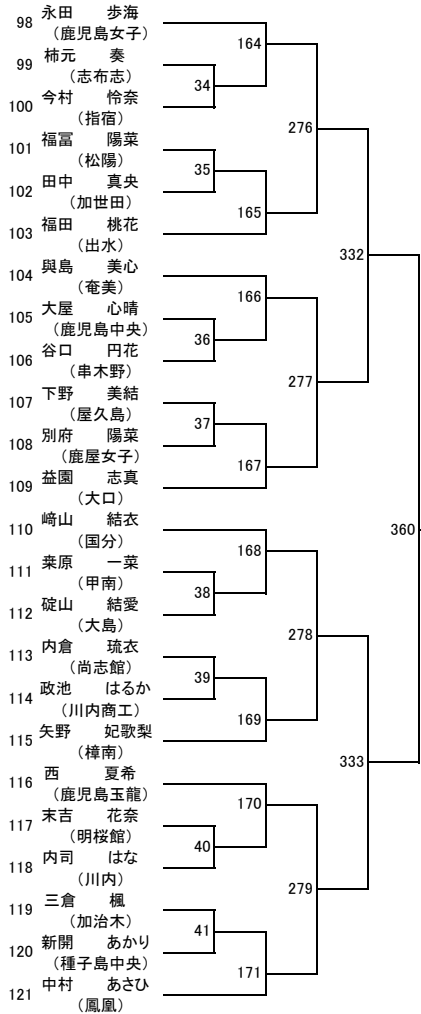 98 永田 歩海
（鹿児島女子）
164
99 柿元 奏
（志布志）
34
100 今村 怜奈
（指宿）
276
101 福冨 陽菜
（松陽）
35
102 田中 真央
（加世田）
165
103 福田 桃花
（出水）
332
104 與島 美心
（奄美）
166
105 大屋 心晴
（鹿児島中央）
36
106 谷口 円花
（串木野）
277
107 下野 美結
（屋久島）
37
108 別府 陽菜
（鹿屋女子）
167
109 益園 志真
（大口）
110 﨑山 結衣
（国分）
360
168
111 桒原 一菜
（甲南）
38
112 碇山 結愛
（大島）
278
113 内倉 琉衣
（尚志館）
39
114 政池 はるか
（川内商工）
169
115 矢野 妃歌梨
（樟南）
333
116 西 夏希
（鹿児島玉龍）
170
117 末吉 花奈
（明桜館）
40
118 内司 はな
（川内）
279
119 三倉 楓
（加治木）
41
120 新開 あかり
（種子島中央）
171
121 中村 あさひ
（鳳凰）